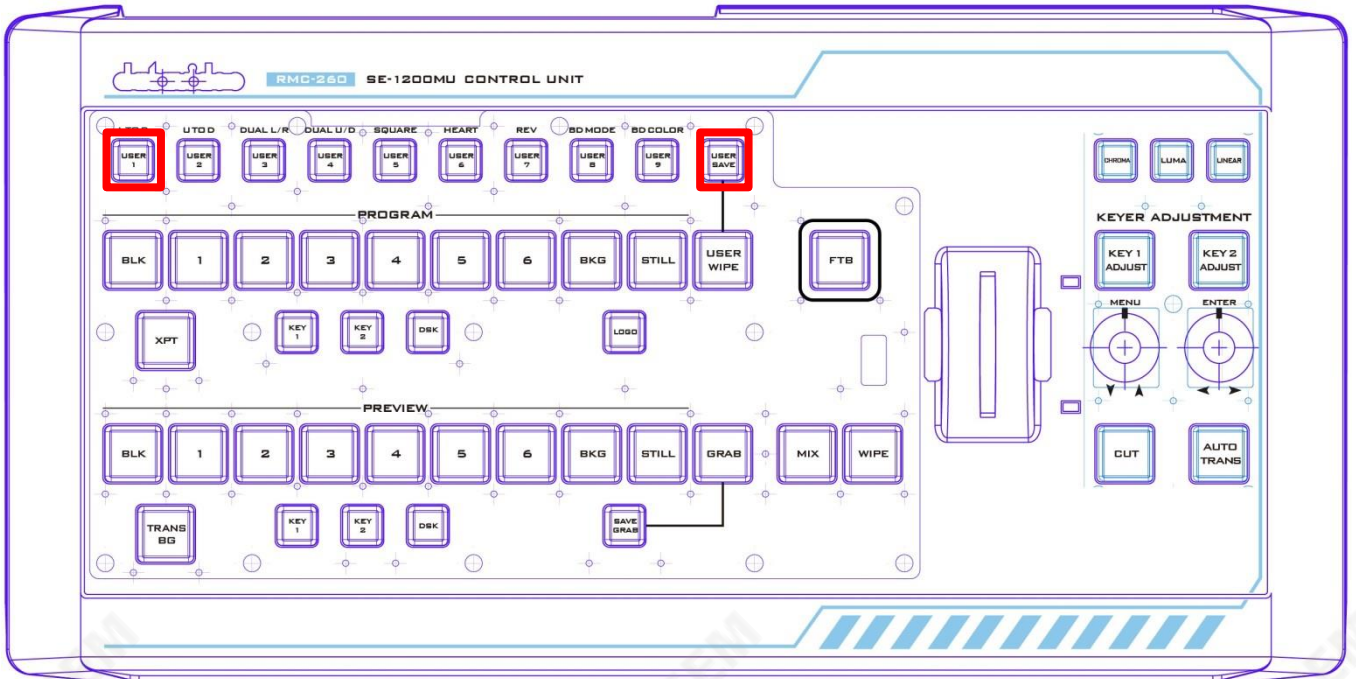 RMC-260 SE-1200MU CONTROL UNIT
U TO D DUAL L/R DUAL U/D SQUARE HEART REV BD MODE BD COLOR
USER 1
USER 2
USER 3
USER 4
USER 5
USER 6
USER 7
USER 8
USER 9
USER SAVE
CHROMA LUMA LINEAR
PROGRAM
BLK 1 2 3 4 5 6 BKG STILL
USER WIPE
FTB
KEYER ADJUSTMENT
KEY 1 ADJUST
KEY 2 ADJUST
XPT
KEY 1
KEY 2
DSK
LOGO
MENU ENTER
PREVIEW
BLK 1 2 3 4 5 6 BKG STILL GRAB MIX WIPE
CUT
AUTO TRANS
TRANS BG
KEY 1
KEY 2
DSK
SAVE GRAB